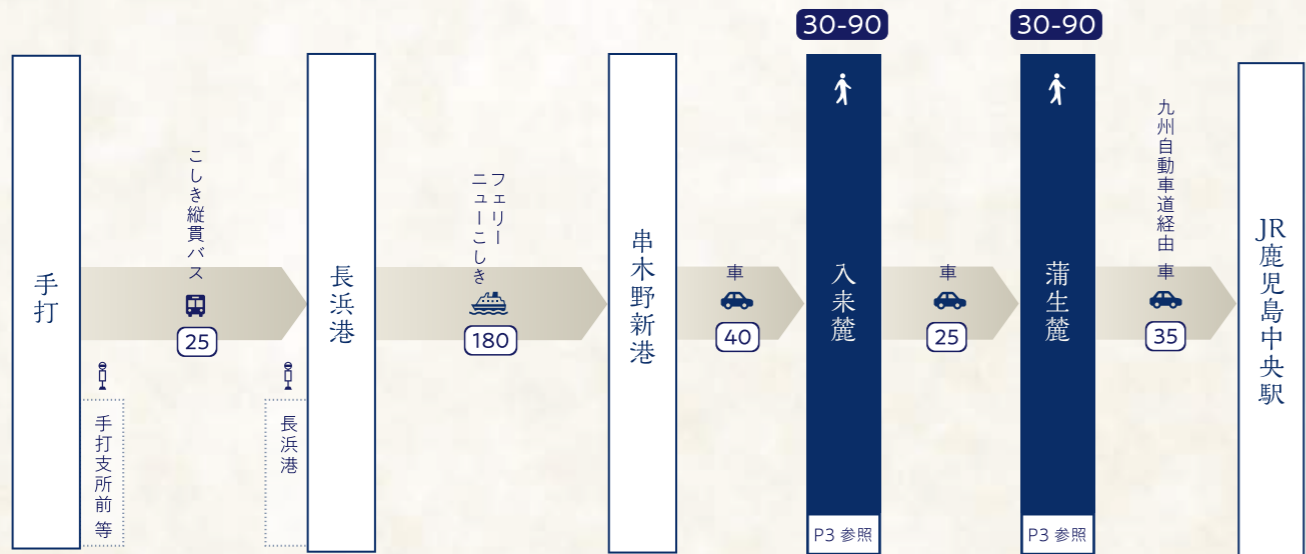 手打
こしき縦貫バス
25
手打支所前 等
長浜港
長浜港
フェリー
ニューこしき
180
串木野新港
車
40
30-90
入来麓
P3 参照
車
25
30-90
蒲生麓
P3 参照
九州自動車道経由
車
35
JR鹿児島中央駅